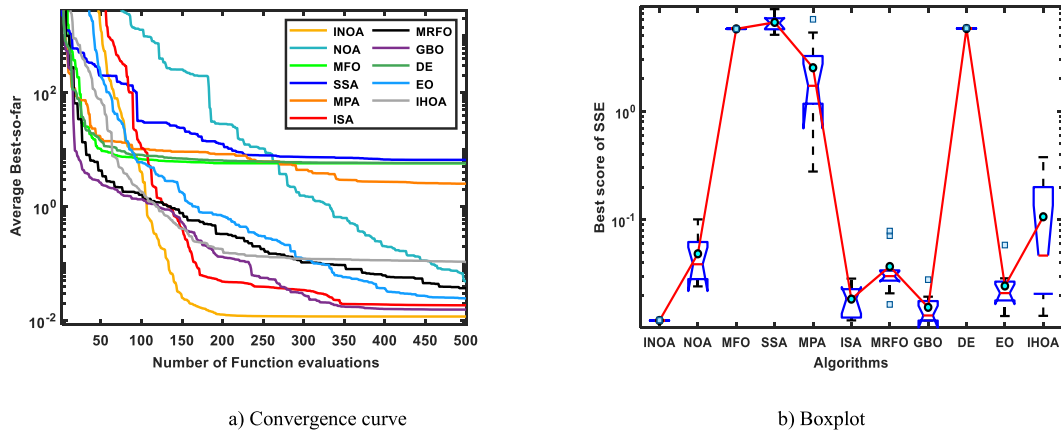 Average Best-so-far
10^2
10^0
10^-2
INOA
NOA
MFO
SSA
MPA
ISA
MRFO
GBO
DE
EO
IHOA
50 100 150 200 250 300 350 400 450 500
Number of Function evaluations
a) Convergence curve
Best score of SSE
10^0
10^-1
INOA NOA MFO SSA MPA ISA MRFO GBO DE EO IHOA
Algorithms
b) Boxplot